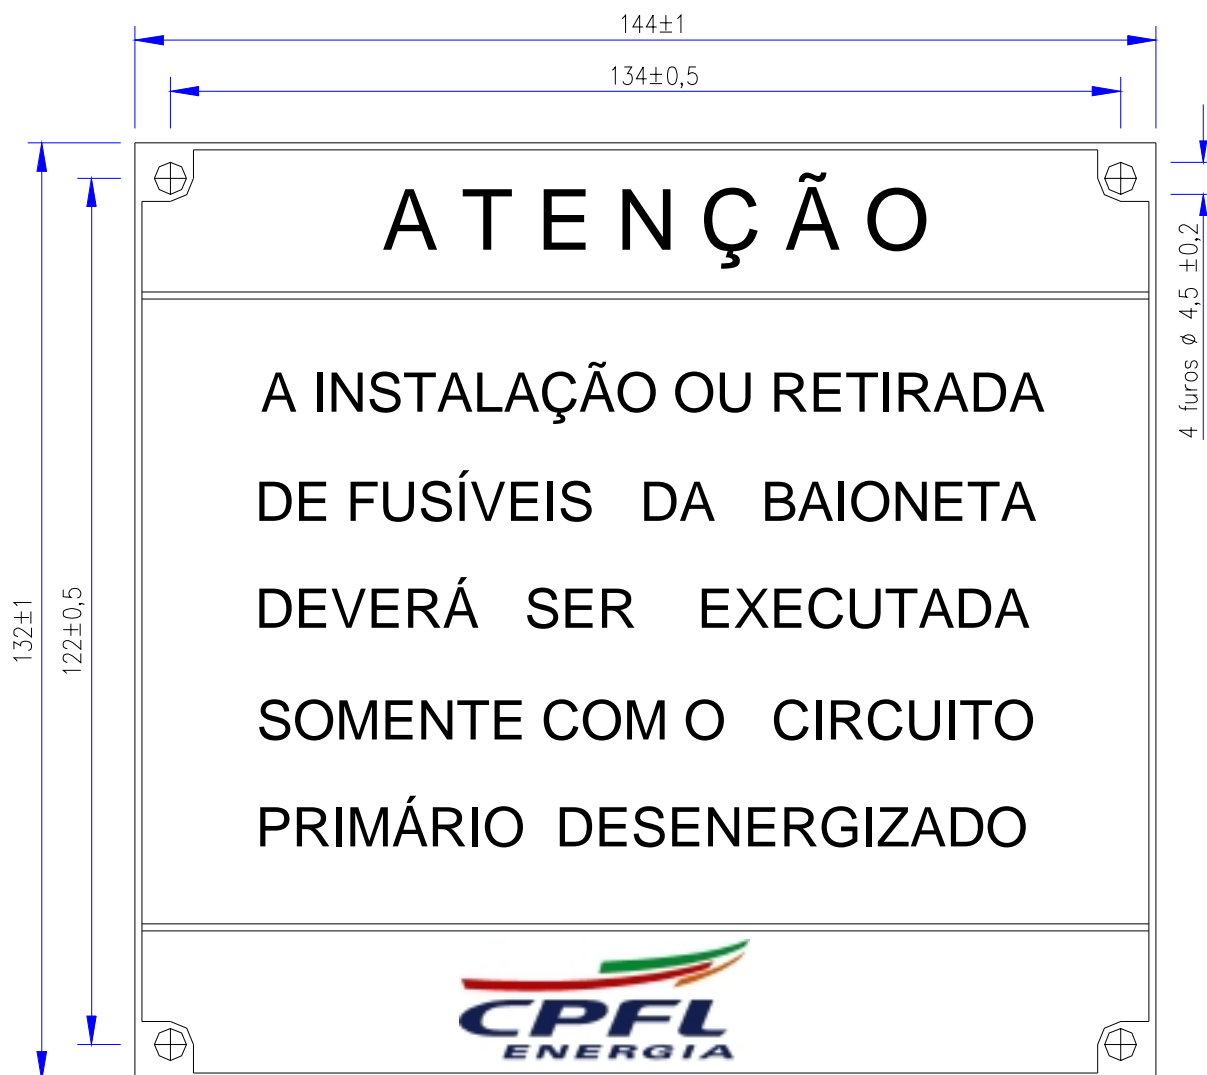 144±1
134±0,5
A T E N Ç Ã O
4 furos ø 4,5 ±0,2
A INSTALAÇÃO OU RETIRADA
DE FUSÍVEIS DA BAIONETA
DEVERÁ SER EXECUTADA
SOMENTE COM O CIRCUITO
PRIMÁRIO DESENERGIZADO
132±1
122±0,5
CPFL
ENERGIA